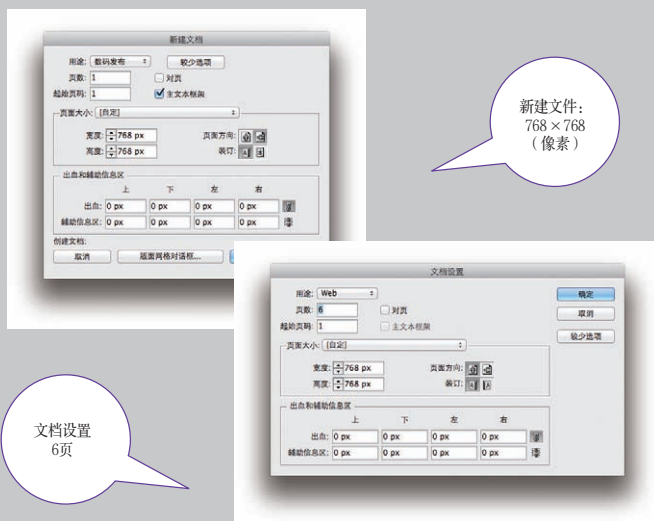 新建文档
用途: 数码发布 较少选项
页数: 1 对页
起始页码: 1 主文本框架
页面大小: [自定]
宽度: 768 px 页面方向:
高度: 768 px 装订:
出血和辅助信息区
上 下 左 右
出血: 0 px 0 px 0 px 0 px
辅助信息区: 0 px 0 px 0 px 0 px
创建文档:
取消 版面网格对话框...
新建文件:
768×768
(像素)
文档设置
用途: Web 确定
页数: 6 对页 取消
起始页码: 1 主文本框架 较少选项
页面大小: [自定]
宽度: 768 px 页面方向:
高度: 768 px 装订:
出血和辅助信息区
上 下 左 右
出血: 0 px 0 px 0 px 0 px
辅助信息区: 0 px 0 px 0 px 0 px
文档设置
6页